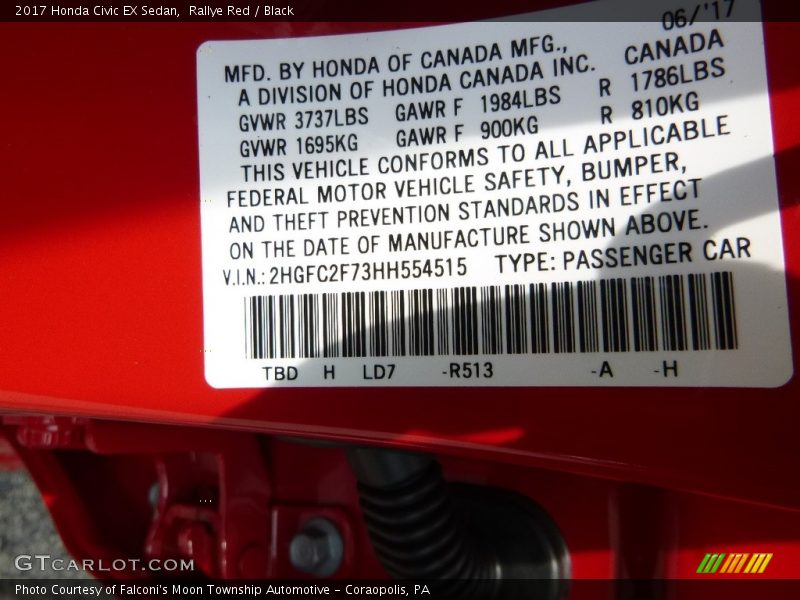 2017 Honda Civic EX Sedan, Rallye Red / Black
06/'17
MFD. BY HONDA OF CANADA MFG., CANADA
A DIVISION OF HONDA CANADA INC.
GVWR 3737LBS GAWR F 1984LBS R 1786LBS
GVWR 1695KG GAWR F 900KG R 810KG
THIS VEHICLE CONFORMS TO ALL APPLICABLE
FEDERAL MOTOR VEHICLE SAFETY, BUMPER,
AND THEFT PREVENTION STANDARDS IN EFFECT
ON THE DATE OF MANUFACTURE SHOWN ABOVE.
V.I.N.: 2HGFC2F73HH554515 TYPE: PASSENGER CAR
TBD H LD7 -R513 -A -H
GTCARLOT.COM
Photo Courtesy of Falconi's Moon Township Automotive - Coraopolis, PA